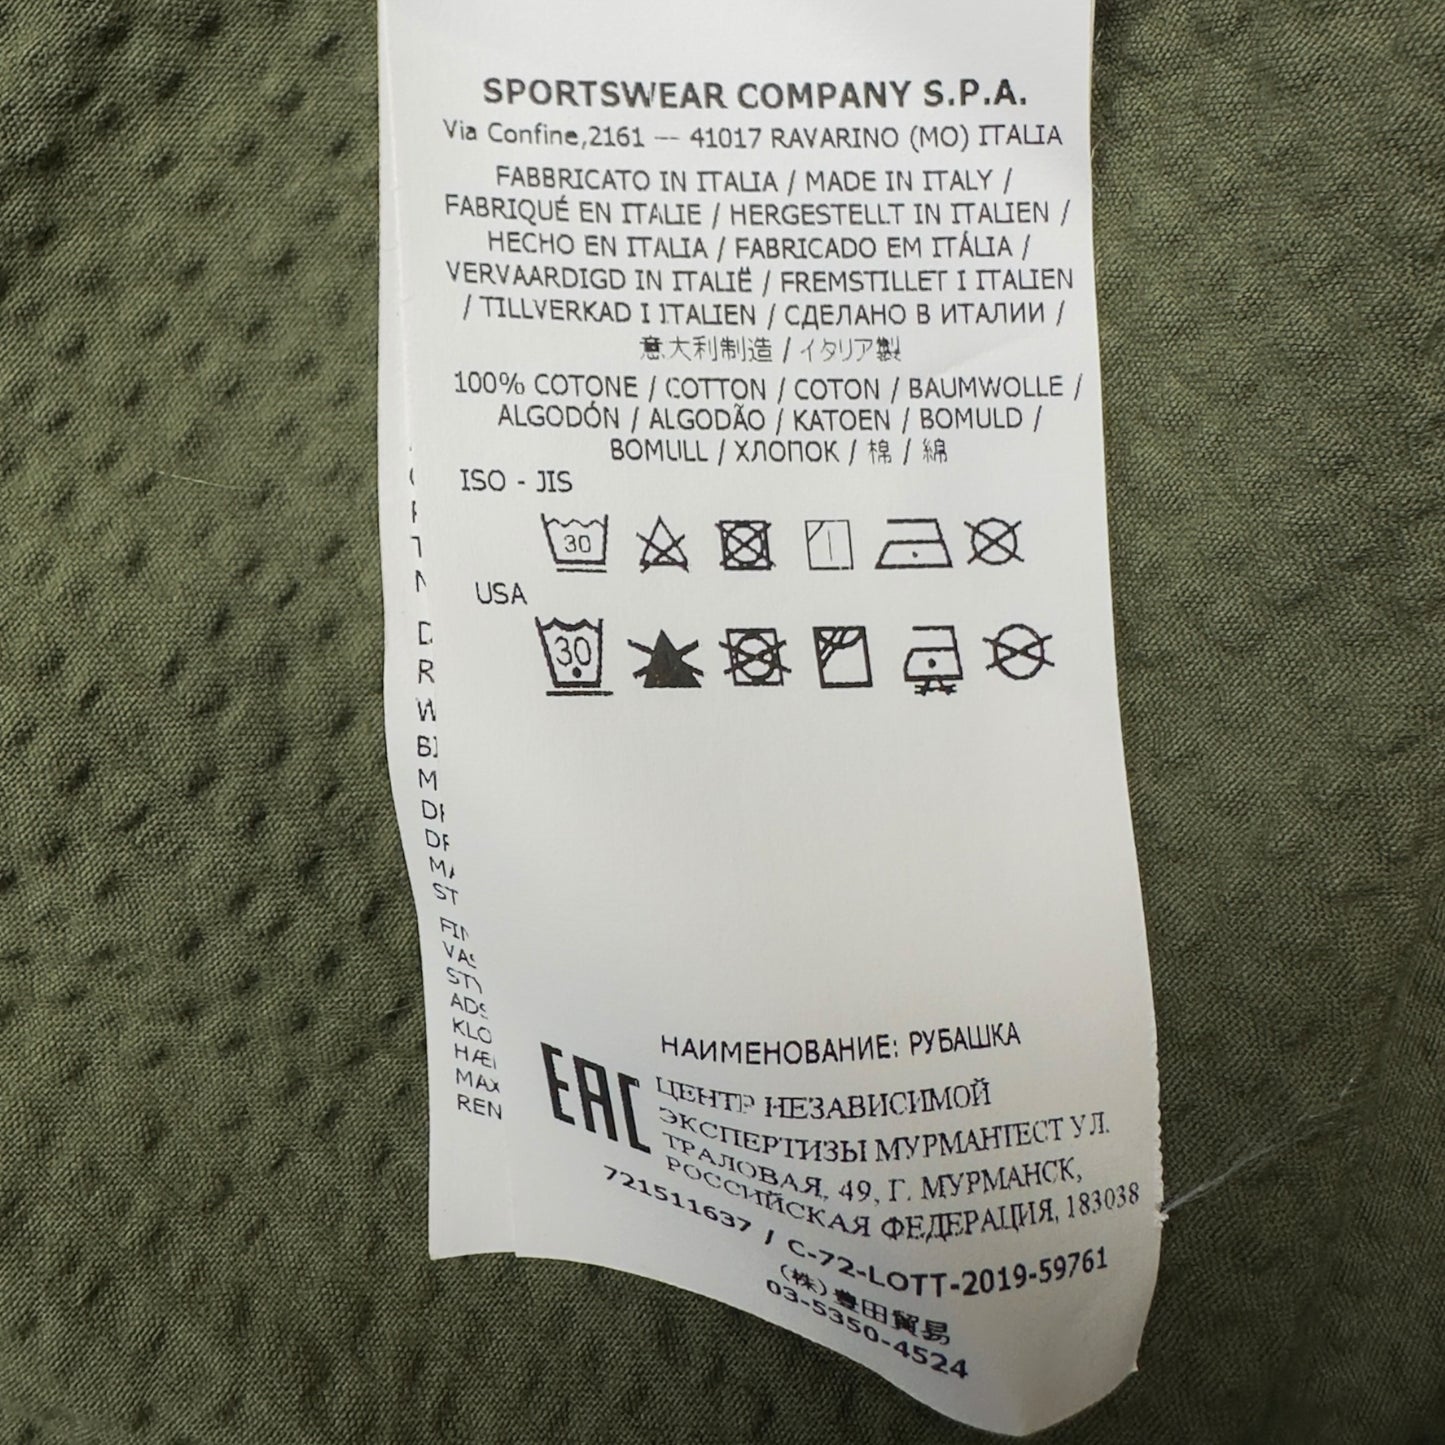 SPORTSWEAR COMPANY S.P.A.
Via Confine,2161 — 41017 RAVARINO (MO) ITALIA
FABBRICATO IN ITALIA / MADE IN ITALY /
FABRIQUÉ EN ITALIE / HERGESTELLT IN ITALIEN /
HECHO EN ITALIA / FABRICADO EM ITÁLIA /
VERVAARDIGD IN ITALIË / FREMSTILLET I ITALIEN
/ TILLVERKAD I ITALIEN / СДЕЛАНО В ИТАЛИИ /
意大利制造 / イタリア製
100% COTONE / COTTON / COTON / BAUMWOLLE /
ALGODÓN / ALGODÃO / KATOEN / BOMULD /
BOMULL / ХЛОПОК / 棉 / 綿
ISO - JIS
30
USA
30
НАИМЕНОВАНИЕ: РУБАШКА
EAC
ЦЕНТР НЕЗАВИСИМОЙ
ЭКСПЕРТИЗЫ МУРМАНТЕСТ УЛ.
ТРАЛОВАЯ, 49, Г. МУРМАНСК,
РОССИЙСКАЯ ФЕДЕРАЦИЯ, 183038
721511637 / C-72-LOTT-2019-59761
(株)豊田貿易
03-5350-4524